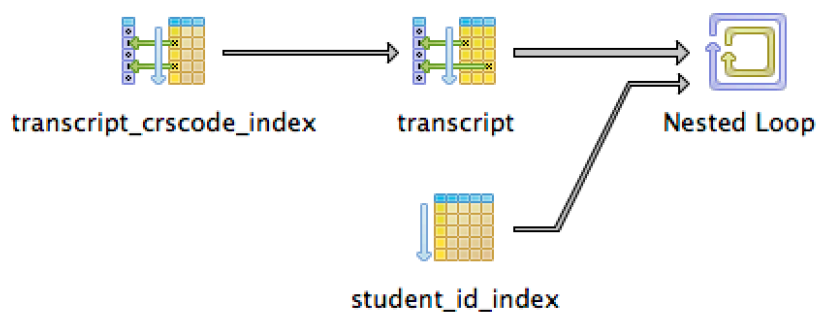 transcript_crscode_index
transcript
Nested Loop
student_id_index